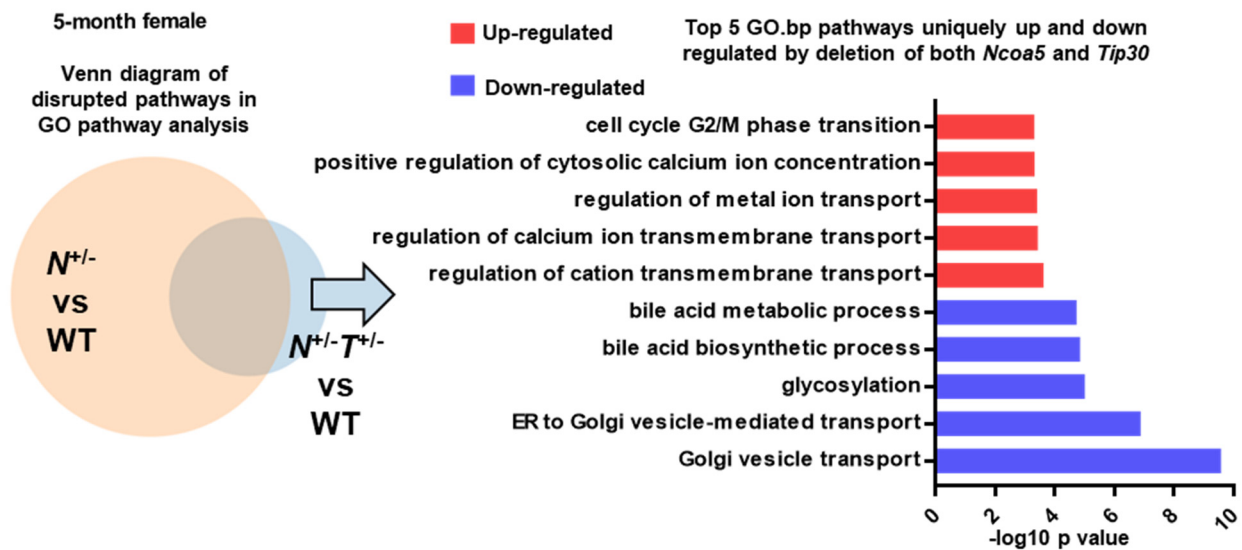 5-month female
Venn diagram of
disrupted pathways in
GO pathway analysis
N+/-
vs
WT
N+/-T+/-
vs
WT
Up-regulated
Down-regulated
Top 5 GO.bp pathways uniquely up and down
regulated by deletion of both Ncoa5 and Tip30
cell cycle G2/M phase transition
positive regulation of cytosolic calcium ion concentration
regulation of metal ion transport
regulation of calcium ion transmembrane transport
regulation of cation transmembrane transport
bile acid metabolic process
bile acid biosynthetic process
glycosylation
ER to Golgi vesicle-mediated transport
Golgi vesicle transport
0 2 4 6 8 10
-log10 p value